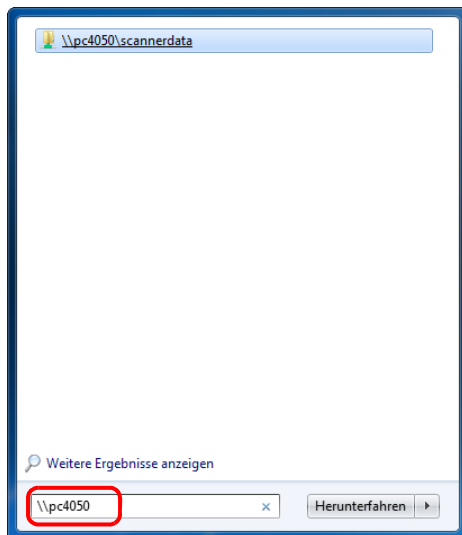 \\pc4050\scannerdata
Weitere Ergebnisse anzeigen
\\pc4050
Herunterfahren